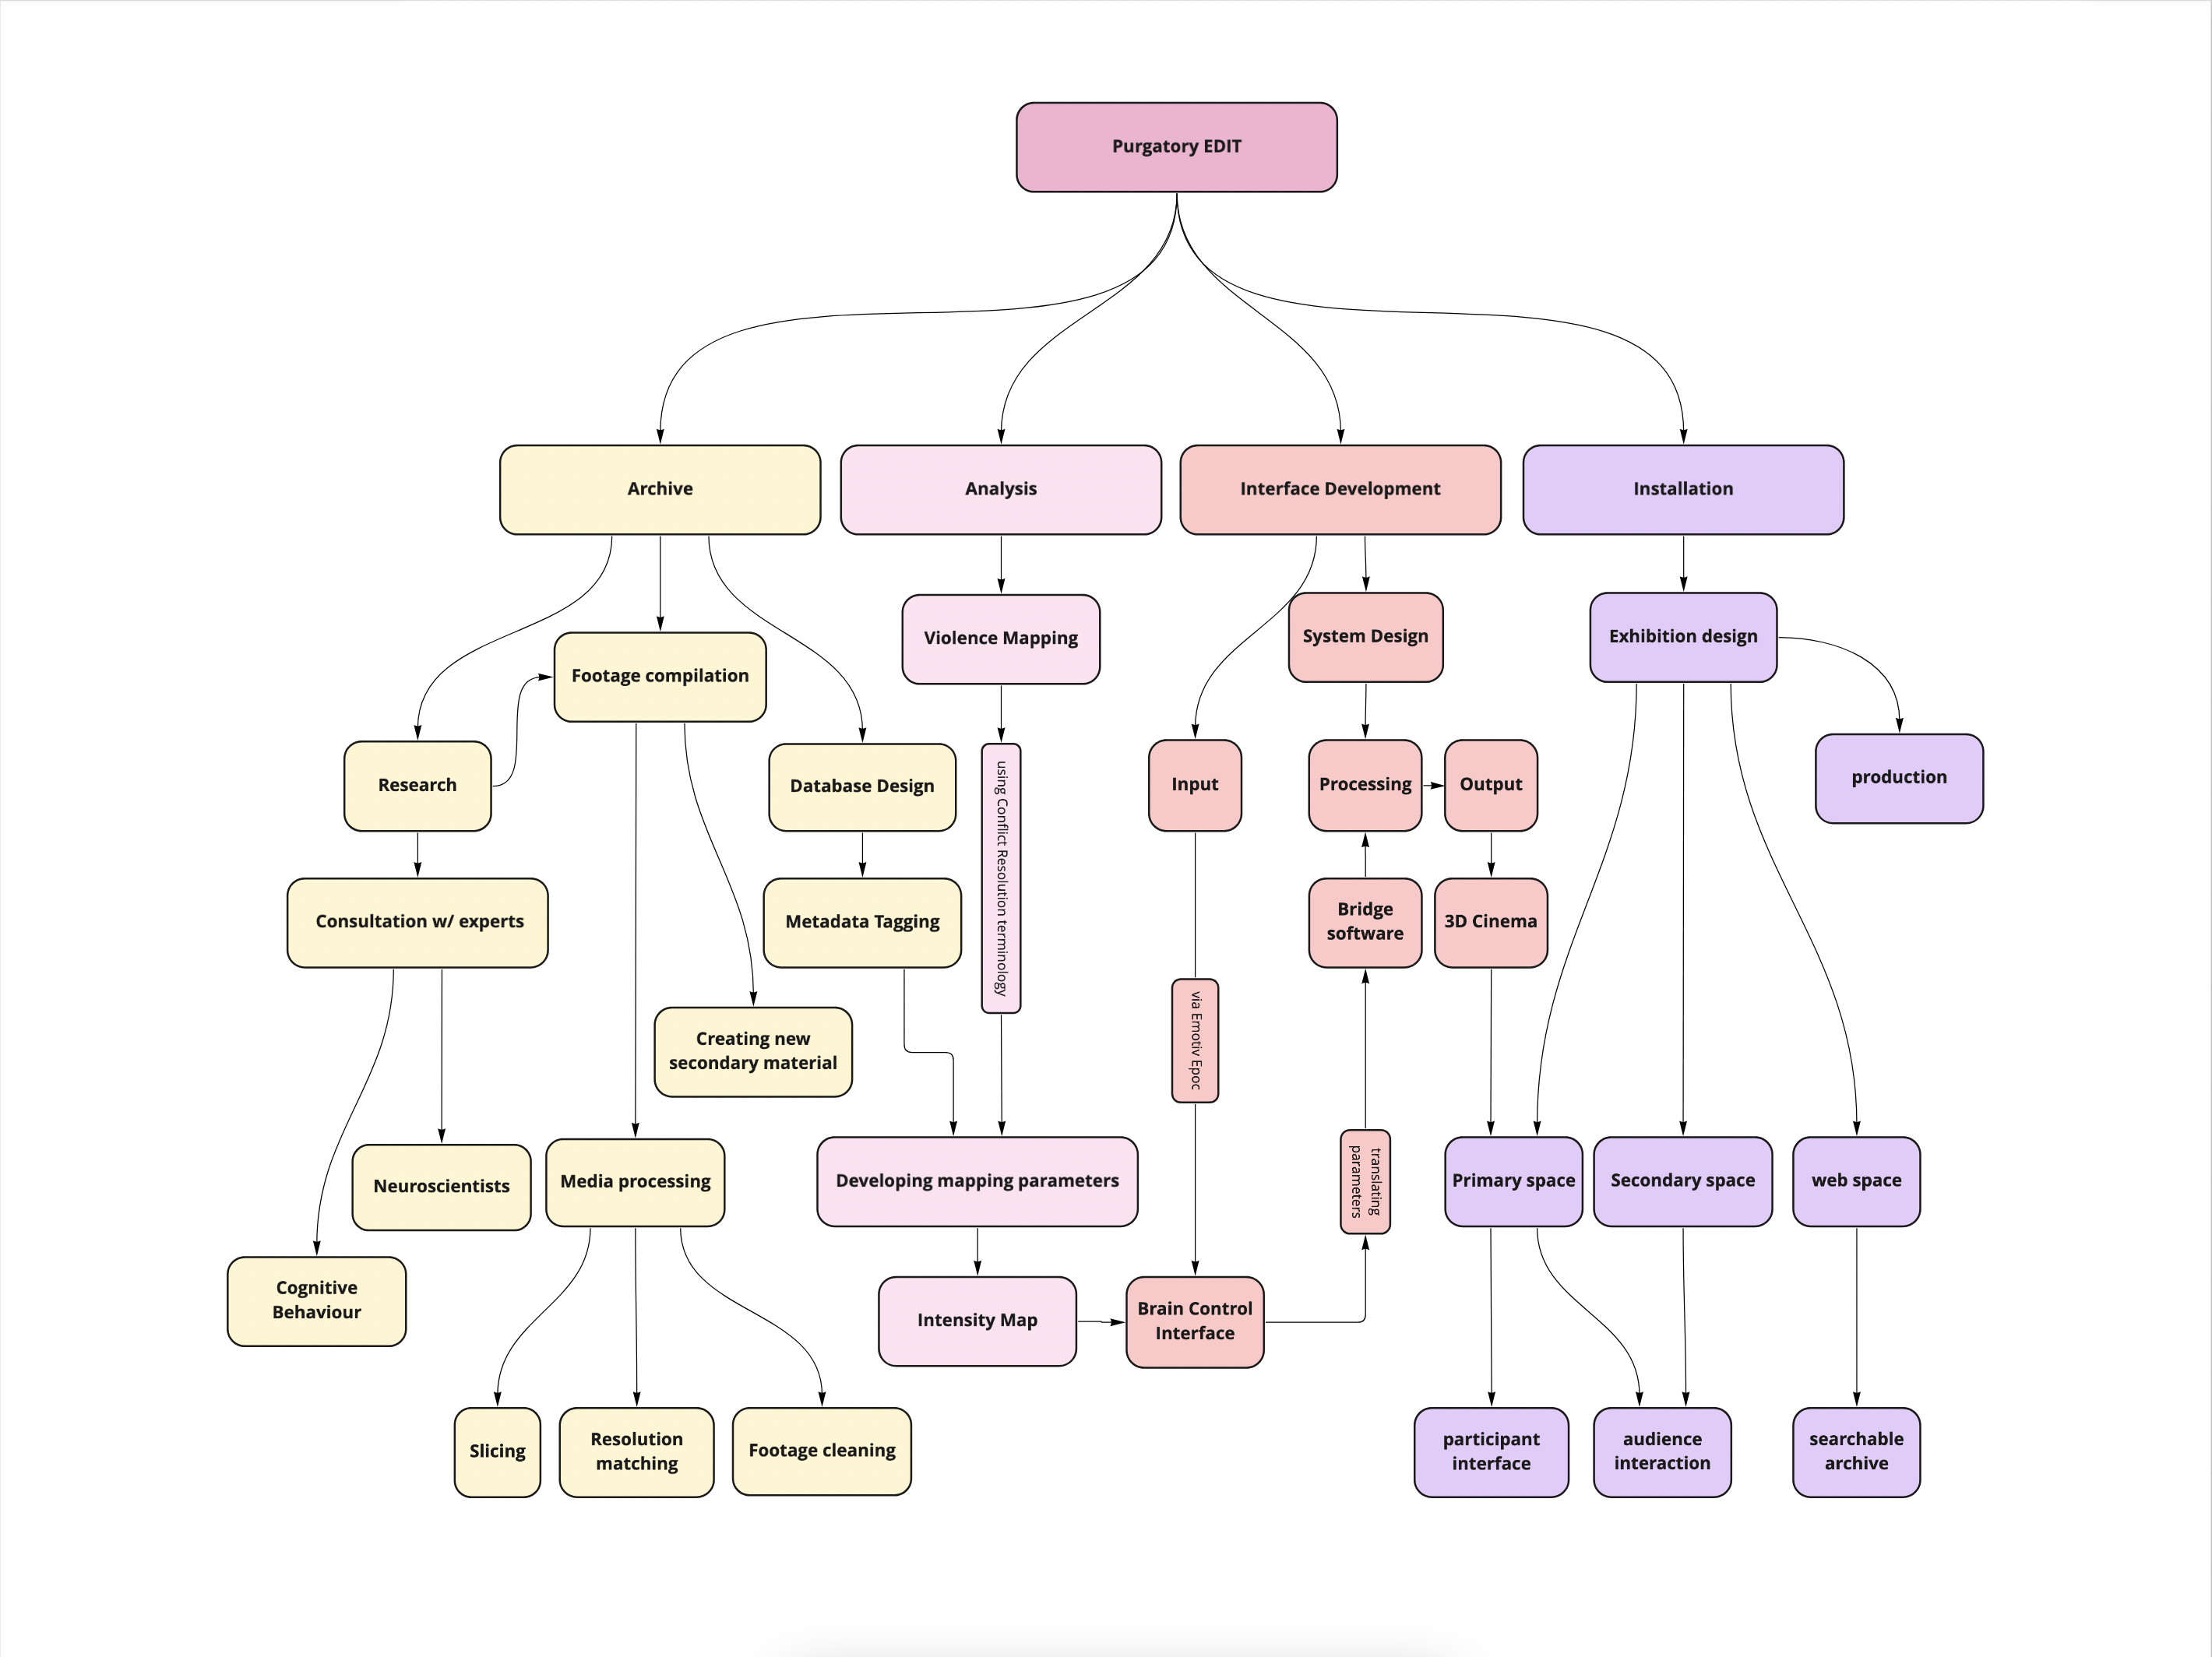 Purgatory EDIT
Archive
Analysis
Interface Development
Installation
Violence Mapping
System Design
Exhibition design
Footage compilation
Research
Database Design
using Conflict Resolution terminology
Input
Processing
Output
production
Consultation w/ experts
Metadata Tagging
Bridge
software
3D Cinema
via Emotiv Epoc
Creating new
secondary material
Neuroscientists
Media processing
Developing mapping parameters
translating
parameters
Primary space
Secondary space
web space
Cognitive
Behaviour
Intensity Map
Brain Control
Interface
Slicing
Resolution
matching
Footage cleaning
participant
interface
audience
interaction
searchable
archive